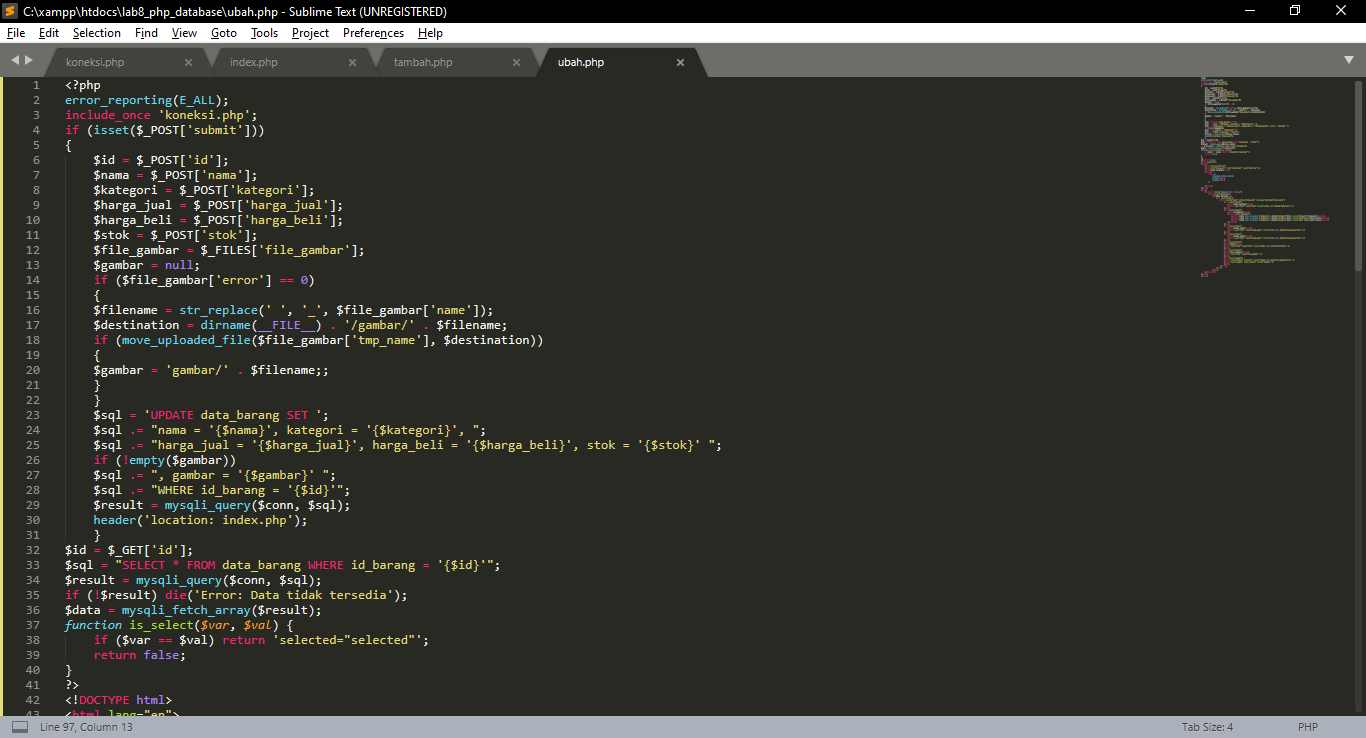 C:\xampp\htdocs\lab8_php_database\ubah.php - Sublime Text (UNREGISTERED)
File Edit Selection Find View Goto Tools Project Preferences Help
koneksi.php index.php tambah.php ubah.php
1 <?php
2 error_reporting(E_ALL);
3 include_once 'koneksi.php';
4 if (isset($_POST['submit']))
5 {
6 $id = $_POST['id'];
7 $nama = $_POST['nama'];
8 $kategori = $_POST['kategori'];
9 $harga_jual = $_POST['harga_jual'];
10 $harga_beli = $_POST['harga_beli'];
11 $stok = $_POST['stok'];
12 $file_gambar = $_FILES['file_gambar'];
13 $gambar = null;
14 if ($file_gambar['error'] == 0)
15 {
16 $filename = str_replace(' ', '_', $file_gambar['name']);
17 $destination = dirname(__FILE__) . '/gambar/' . $filename;
18 if (move_uploaded_file($file_gambar['tmp_name'], $destination))
19 {
20 $gambar = 'gambar/' . $filename;;
21 }
22 }
23 $sql = 'UPDATE data_barang SET ';
24 $sql .= "nama = '{$nama}', kategori = '{$kategori}', ";
25 $sql .= "harga_jual = '{$harga_jual}', harga_beli = '{$harga_beli}', stok = '{$stok}' ";
26 if (!empty($gambar))
27 $sql .= ", gambar = '{$gambar}' ";
28 $sql .= "WHERE id_barang = '{$id}'";
29 $result = mysqli_query($conn, $sql);
30 header('location: index.php');
31 }
32 $id = $_GET['id'];
33 $sql = "SELECT * FROM data_barang WHERE id_barang = '{$id}'";
34 $result = mysqli_query($conn, $sql);
35 if (!$result) die('Error: Data tidak tersedia');
36 $data = mysqli_fetch_array($result);
37 function is_select($var, $val) {
38 if ($var == $val) return 'selected="selected"';
39 return false;
40 }
41 ?>
42 <!DOCTYPE html>
43 <html lang="en">
Line 97, Column 13 Tab Size: 4 PHP